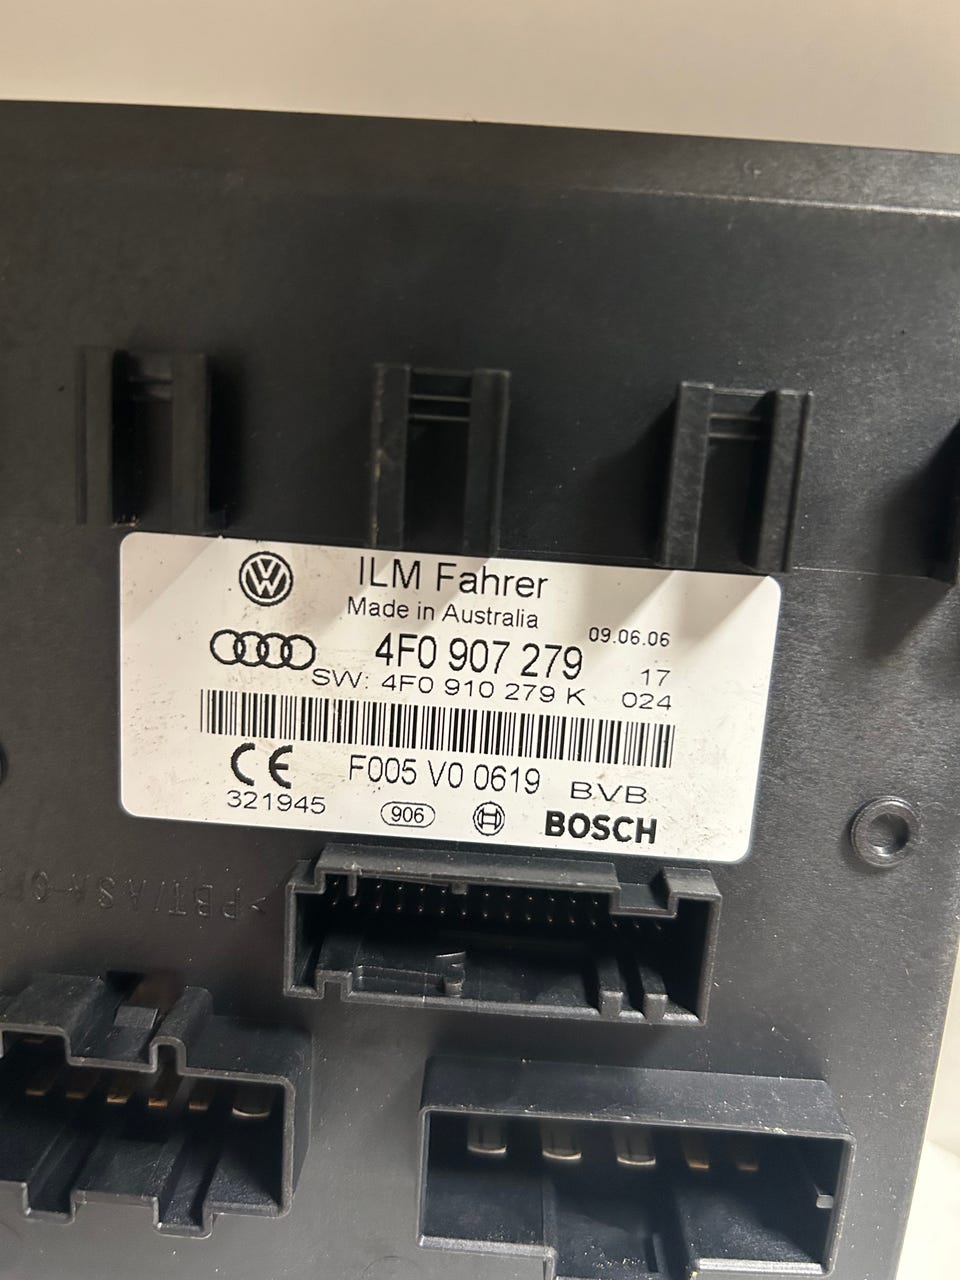 ILM Fahrer
Made in Australia
09.06.06
4F0 907 279
17
SW: 4F0 910 279 K
024
CE
F005 V0 0619
BVB
321945
906
BOSCH